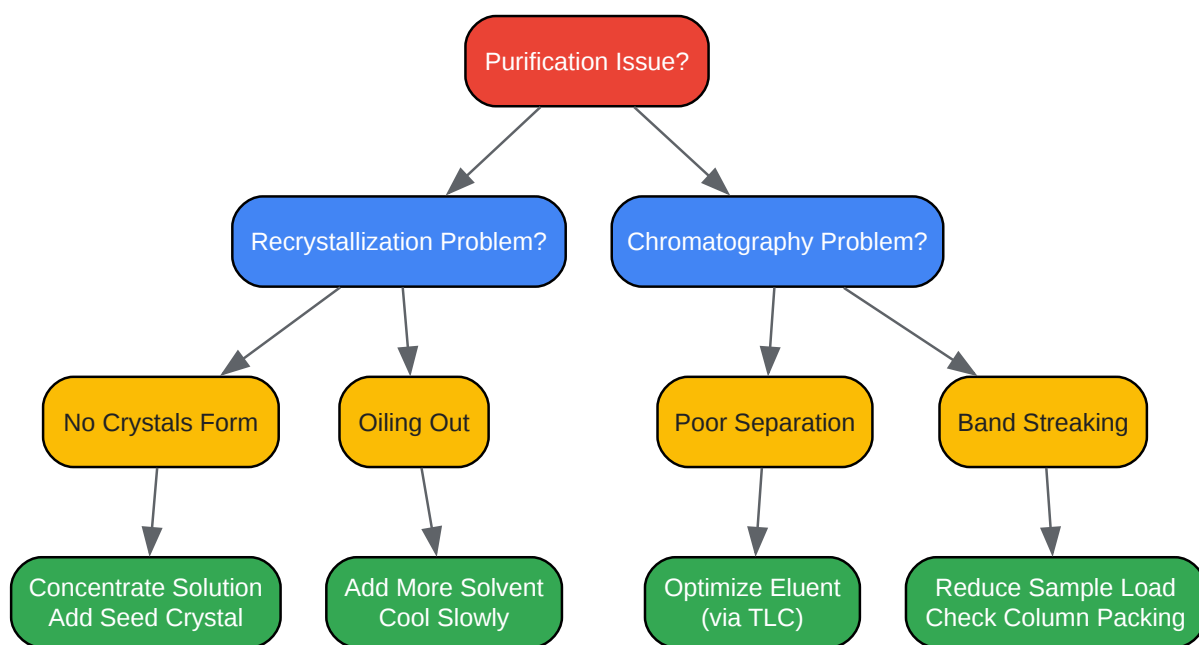 Purification Issue?
Recrystallization Problem?
Chromatography Problem?
No Crystals Form
Oiling Out
Poor Separation
Band Streaking
Concentrate Solution
Add Seed Crystal
Add More Solvent
Cool Slowly
Optimize Eluent
(via TLC)
Reduce Sample Load
Check Column Packing